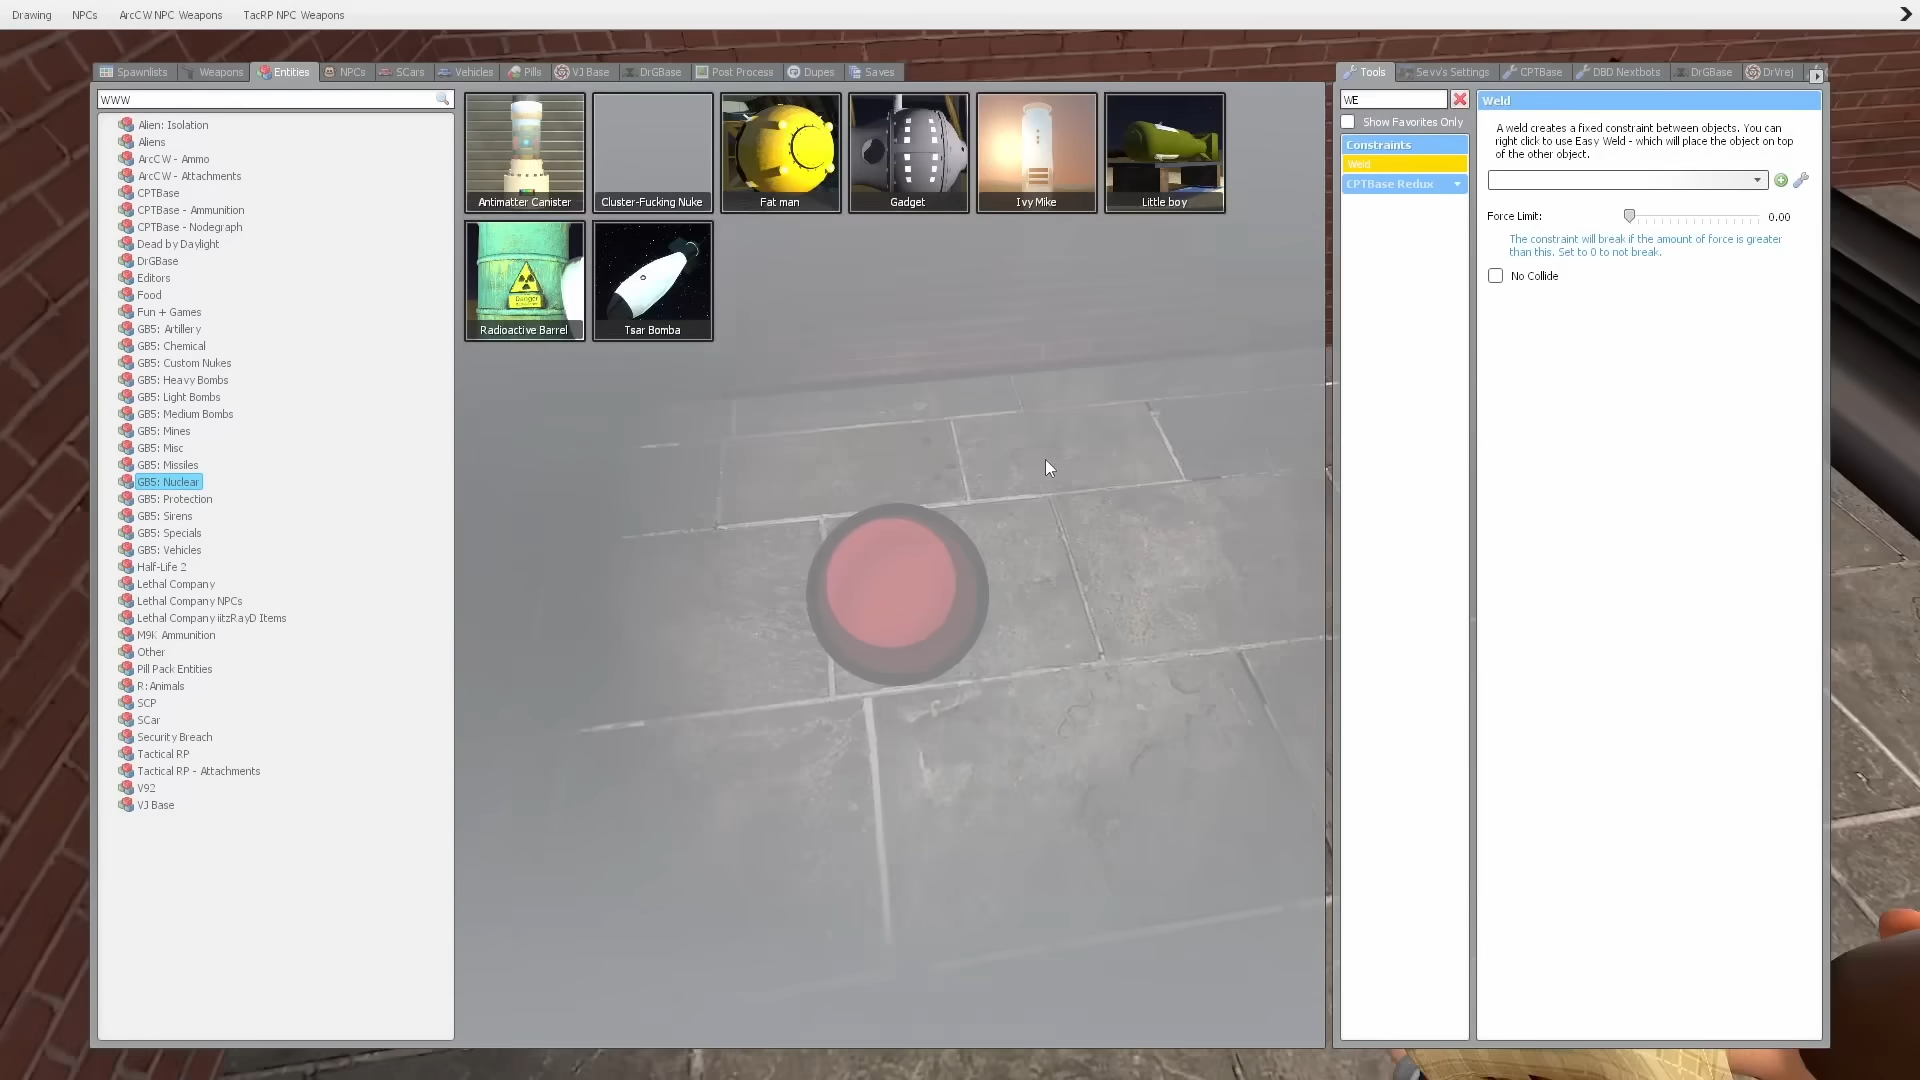 Drawing NPCs ArcCW NPC Weapons TacRP NPC Weapons
Spawnlists Weapons Entities NPCs SCars Vehicles Pills VJ Base DrGBase Post Process Dupes Saves
WWW
Alien: Isolation
Aliens
ArcCW - Ammo
ArcCW - Attachments
CPTBase
CPTBase - Ammunition
CPTBase - Nodegraph
Dead by Daylight
DrGBase
Editors
Food
Fun + Games
GB5: Artillery
GB5: Chemical
GB5: Custom Nukes
GB5: Heavy Bombs
GB5: Light Bombs
GB5: Medium Bombs
GB5: Mines
GB5: Misc
GB5: Missiles
GB5: Nuclear
GB5: Protection
GB5: Sirens
GB5: Specials
GB5: Vehicles
Half-Life 2
Lethal Company
Lethal Company NPCs
Lethal Company iitzRayD Items
M9K Ammunition
Other
Pill Pack Entities
R:Animals
SCP
SCar
Security Breach
Tactical RP
Tactical RP - Attachments
V92
VJ Base
Antimatter Canister Cluster-Fucking Nuke Fat man Gadget Ivy Mike Little boy
Danger
Radioactive Barrel Tsar Bomba
Tools Sevv's Settings CPTBase DBD Nextbots DrGBase DrVrej
WE
Show Favorites Only
Constraints
Weld
CPTBase Redux
Weld
A weld creates a fixed constraint between objects. You can
right click to use Easy Weld - which will place the object on top
of the other object.
Force Limit: 0.00
The constraint will break if the amount of force is greater
than this. Set to 0 to not break.
No Collide